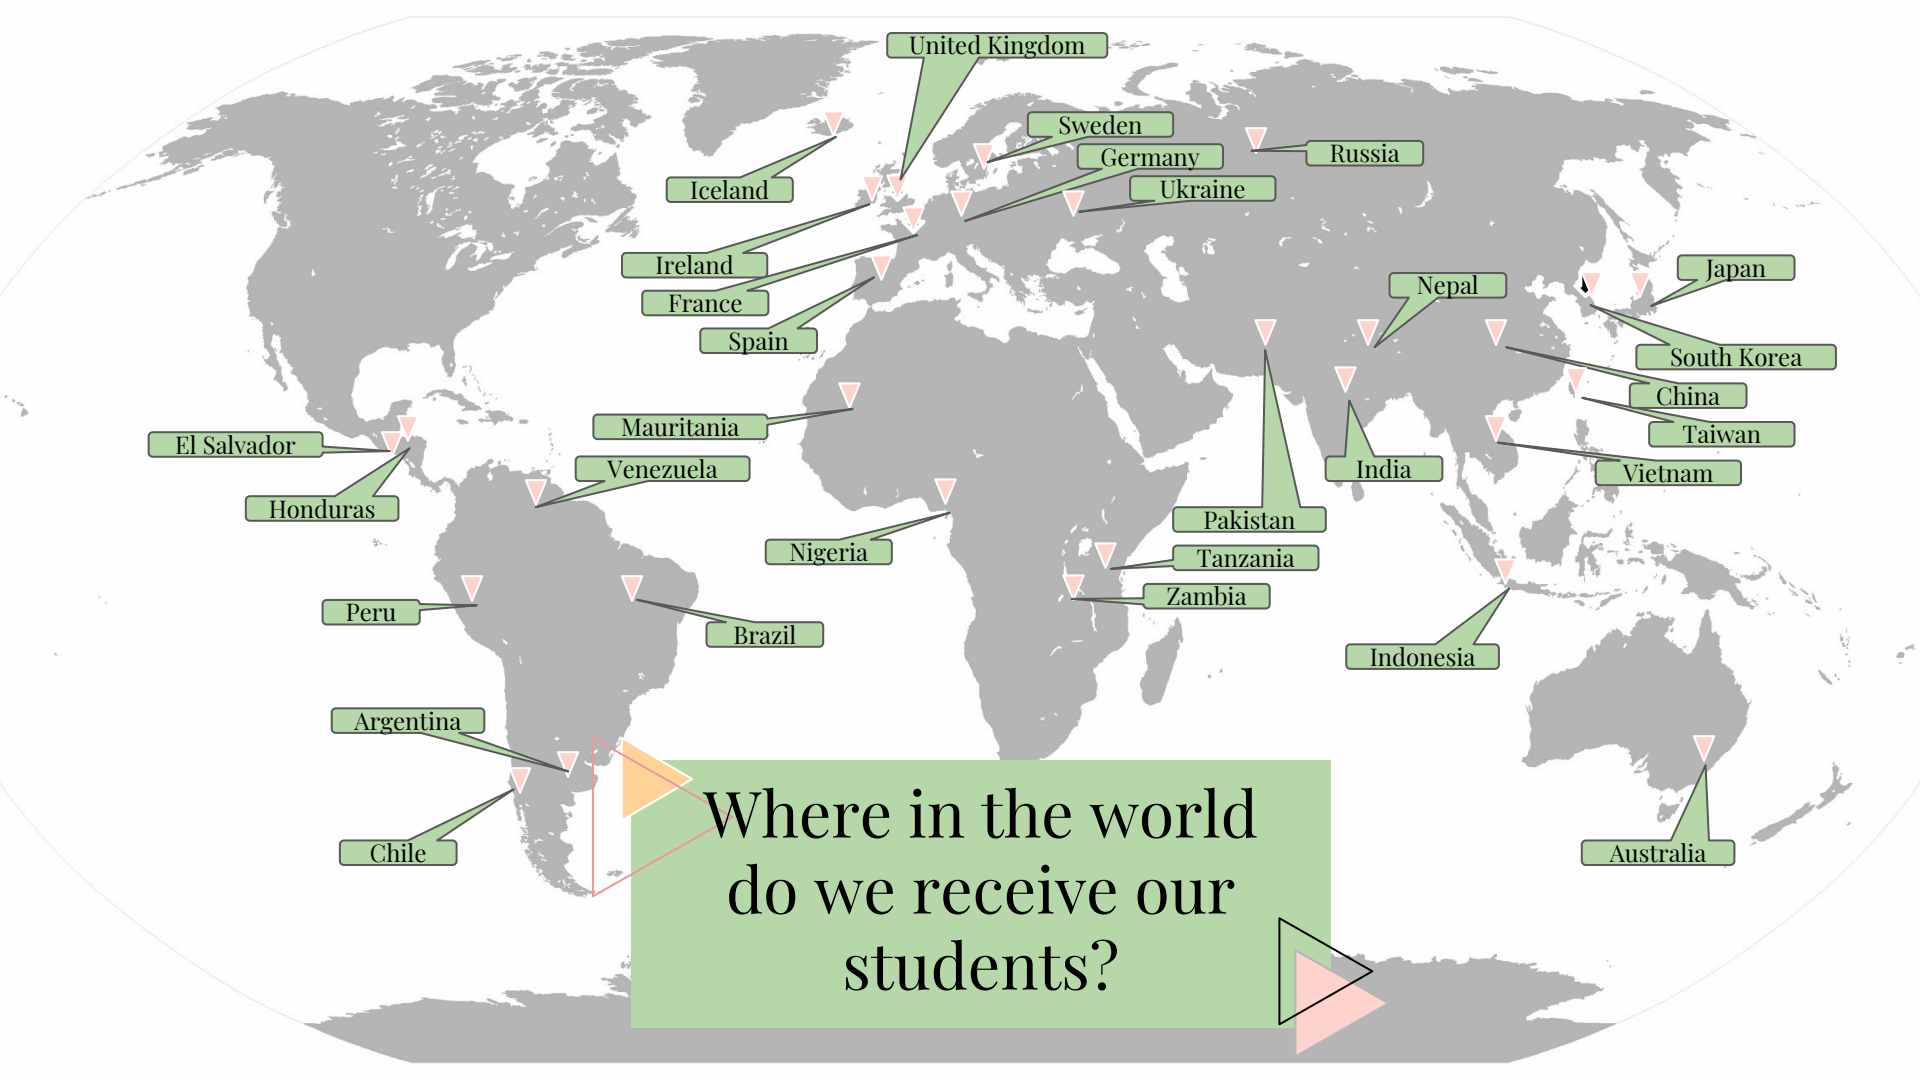 United Kingdom
Sweden
Germany
Russia
Iceland
Ukraine
Ireland
Japan
Nepal
France
Spain
South Korea
China
Mauritania
Taiwan
El Salvador
Venezuela
India
Vietnam
Honduras
Pakistan
Nigeria
Tanzania
Zambia
Peru
Brazil
Indonesia
Argentina
Chile
Australia
Where in the world
do we receive our
students?